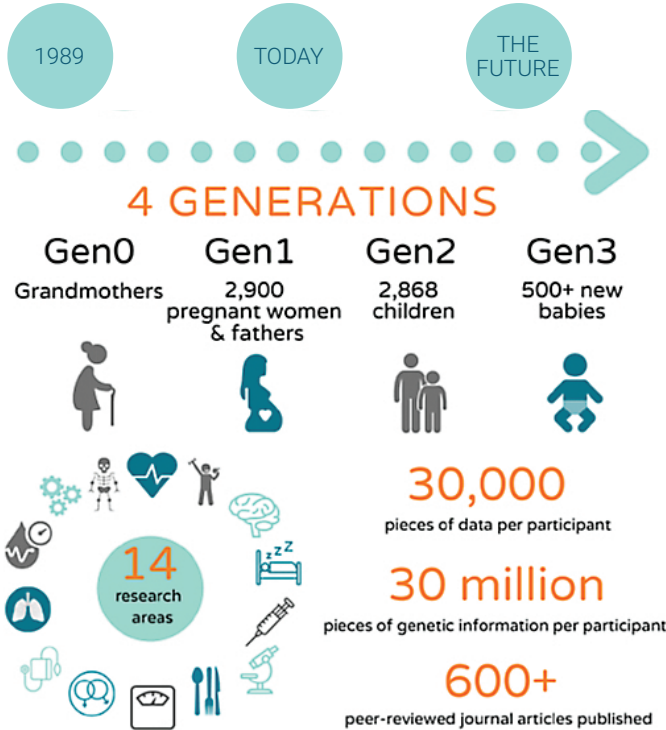 1989
TODAY
THE
FUTURE
4 GENERATIONS
Gen0
Grandmothers
Gen1
2,900
pregnant women
& fathers
Gen2
2,868
children
Gen3
500+ new
babies
14
research
areas
z z Z Z
30,000
pieces of data per participant
30 million
pieces of genetic information per participant
600+
peer-reviewed journal articles published